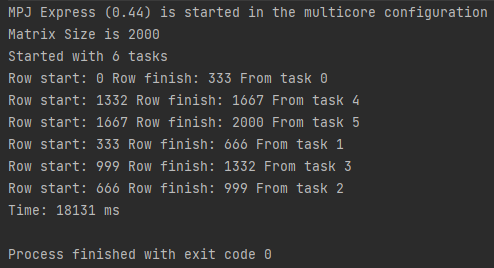 MPJ Express (0.44) is started in the multicore configuration
Matrix Size is 2000
Started with 6 tasks
Row start: 0 Row finish: 333 From task 0
Row start: 1332 Row finish: 1667 From task 4
Row start: 1667 Row finish: 2000 From task 5
Row start: 333 Row finish: 666 From task 1
Row start: 999 Row finish: 1332 From task 3
Row start: 666 Row finish: 999 From task 2
Time: 18131 ms
Process finished with exit code 0